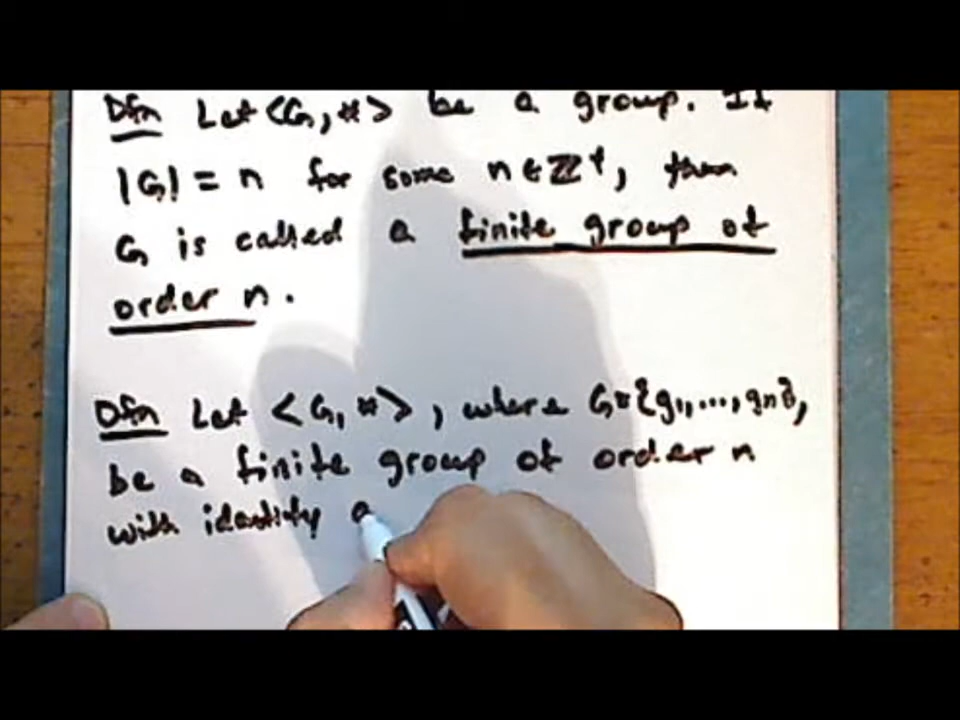 Dfn Let <G, *> be a group. If
|G| = n for some n ∈ ℤ⁺, then
G is called a finite group of
order n.
Dfn Let <G, *>, where G = {g₁, ..., gₙ},
be a finite group of order n
with identity